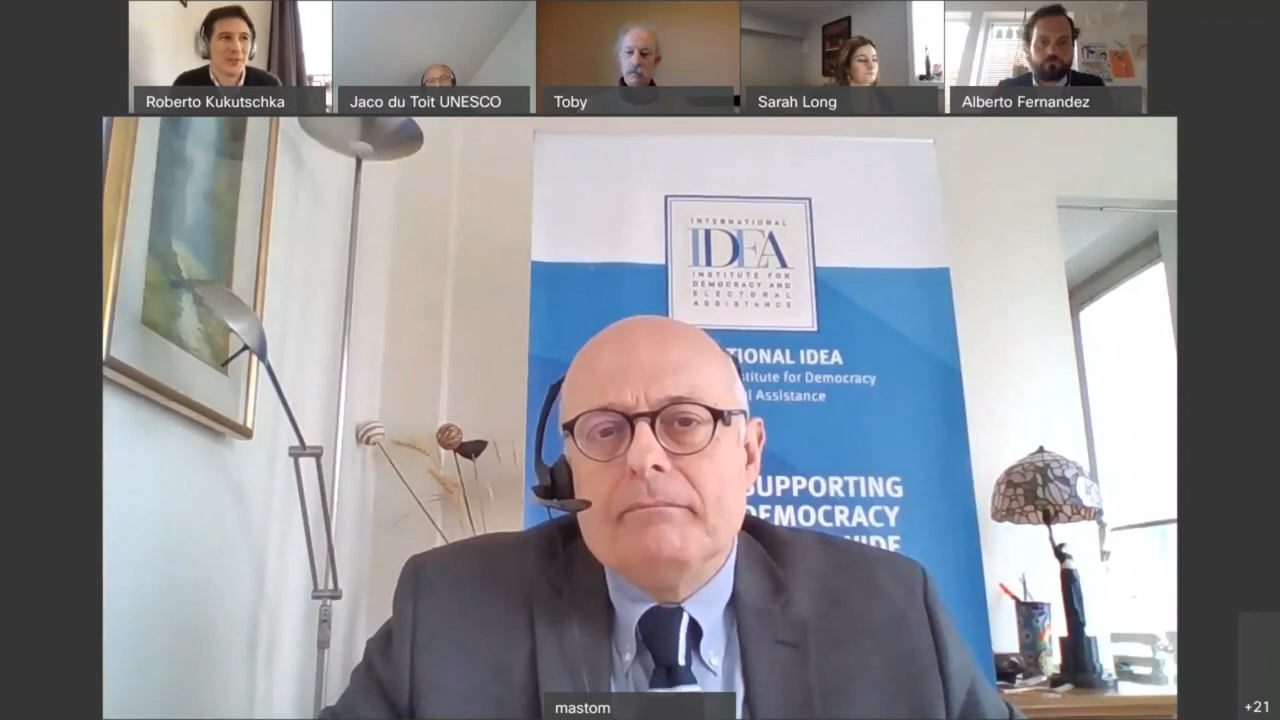 Roberto Kukutschka
Jaco du Toit UNESCO
Toby
Sarah Long
Alberto Fernandez
INTERNATIONAL
IDEA
INSTITUTE FOR
DEMOCRACY AND
ELECTORAL
ASSISTANCE
TIONAL IDEA
stitute for Democracy
l Assistance
SUPPORTING
DEMOCRACY
WIDE
mastom
+21